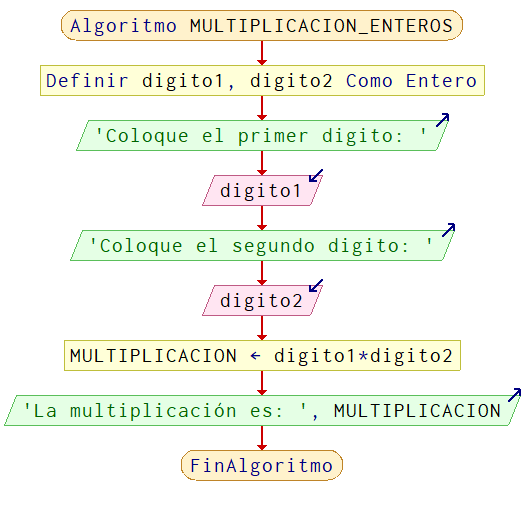 Algoritmo MULTIPLICACION_ENTEROS
Definir digito1, digito2 Como Entero
'Coloque el primer digito: '
digito1
'Coloque el segundo digito: '
digito2
MULTIPLICACION ← digito1*digito2
'La multiplicación es: ', MULTIPLICACION
FinAlgoritmo